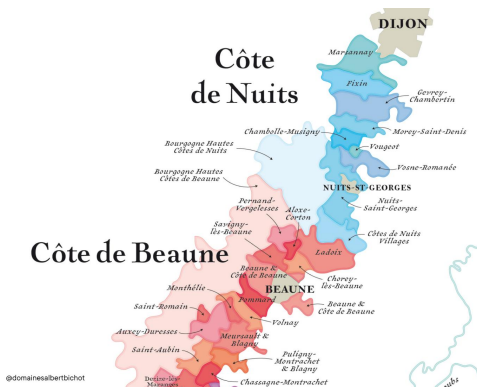 DIJON
Marsannay
Côte
de Nuits
Fixin
Gevrey-
Chambertin
Chambolle-Musigny
Morey-Saint-Denis
Bourgogne Hautes
Côtes de Nuits
Vougeot
Vosne-Romanée
Bourgogne Hautes
Côtes de Beaune
NUITS-ST-GEORGES
Pernand-
Vergelesses
Aloxe-
Corton
Nuits-
Saint-Georges
Savigny-
lès-Beaune
Côtes de Nuits
Villages
Côte de Beaune
Ladoix
Beaune &
Côte de Beaune
Chorey-
lès-Beaune
Monthélie
BEAUNE
Pommard
Saint-Romain
Beaune &
Côte de Beaune
Volnay
Auxey-Duresses
Meursault &
Blagny
Saint-Aubin
Puligny-
Montrachet
& Blagny
@domainesalbertbichot
Dezize-lès-
Maranges
Chassagne-Montrachet